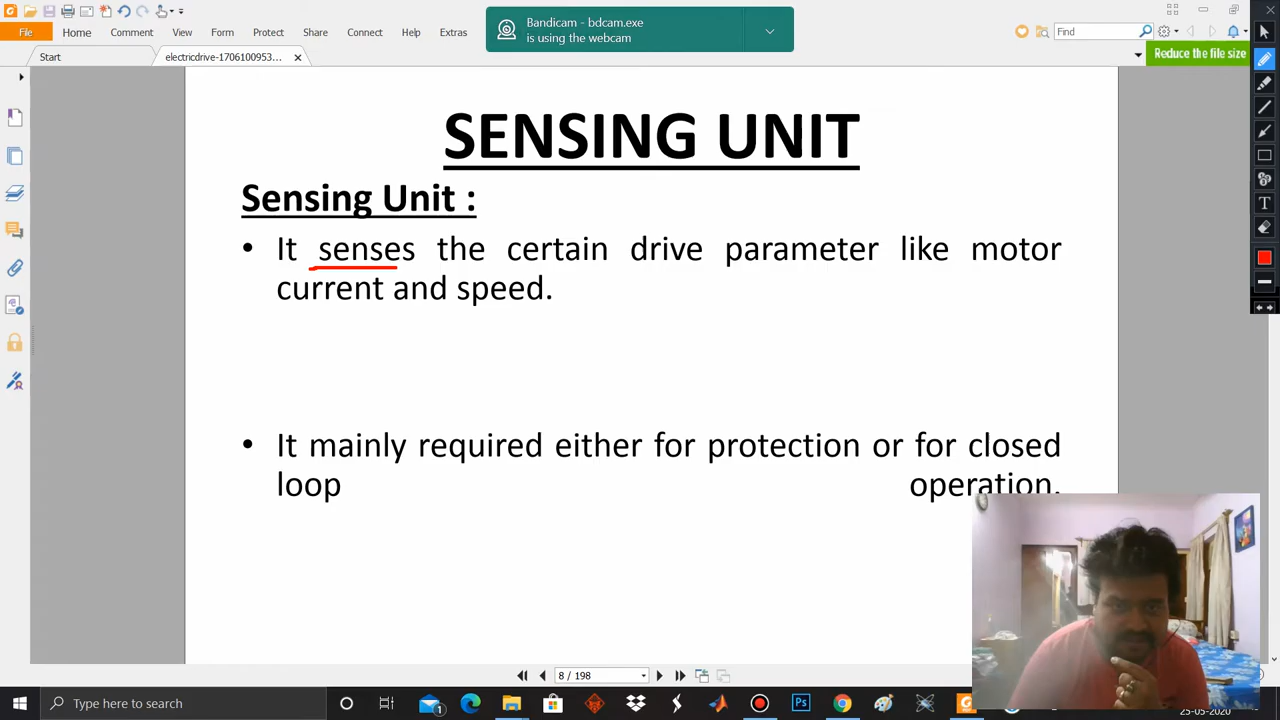 Bandicam - bdcam.exe
is using the webcam
File Home Comment View Form Protect Share Connect Help Extras
Find
Start
electricdrive-1706100953...
Reduce the file size
SENSING UNIT
Sensing Unit :
• It senses the certain drive parameter like motor
current and speed.
• It mainly required either for protection or for closed
loop operation.
8 / 198
Type here to search
25-05-2020